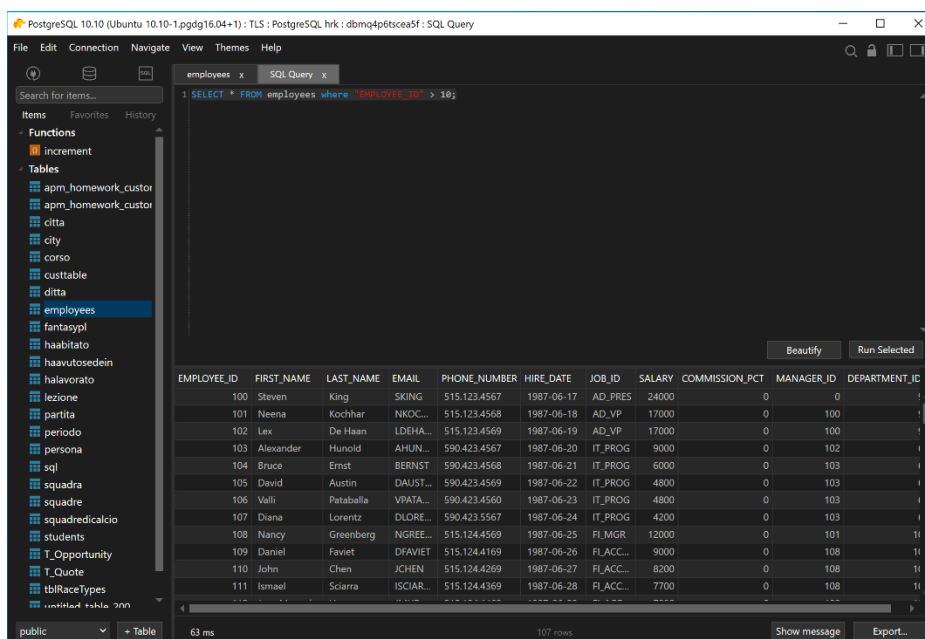 PostgreSQL 10.10 (Ubuntu 10.10-1.pgdg16.04+1) : TLS : PostgreSQL hrk : dbmq4p6tscea5f : SQL Query
File Edit Connection Navigate View Themes Help
SQL
employees x SQL Query x
Search for items...
1 SELECT * FROM employees where "EMPLOYEE_ID" > 10;
Items Favorites History
Functions
increment
Tables
apm_homework_custor
apm_homework_custor
citta
city
corso
custtable
ditta
employees
fantasypl
haabitato
haavutosedein
halavorato
lezione
partita
periodo
persona
sql
squadra
squadre
squadredicalcio
students
T_Opportunity
T_Quote
tblRaceTypes
untitled_table_200
public + Table
Beautify Run Selected
EMPLOYEE_ID FIRST_NAME LAST_NAME EMAIL PHONE_NUMBER HIRE_DATE JOB_ID SALARY COMMISSION_PCT MANAGER_ID DEPARTMENT_ID
100 Steven King SKING 515.123.4567 1987-06-17 AD_PRES 24000 0 0
101 Neena Kochhar NKOC... 515.123.4568 1987-06-18 AD_VP 17000 0 100
102 Lex De Haan LDEHA... 515.123.4569 1987-06-19 AD_VP 17000 0 100
103 Alexander Hunold AHUN... 590.423.4567 1987-06-20 IT_PROG 9000 0 102
104 Bruce Ernst BERNST 590.423.4568 1987-06-21 IT_PROG 6000 0 103
105 David Austin DAUST... 590.423.4569 1987-06-22 IT_PROG 4800 0 103
106 Valli Pataballa VPATA... 590.423.4560 1987-06-23 IT_PROG 4800 0 103
107 Diana Lorentz DLORE... 590.423.5567 1987-06-24 IT_PROG 4200 0 103
108 Nancy Greenberg NGREE... 515.124.4569 1987-06-25 FI_MGR 12000 0 101 10
109 Daniel Faviet DFAVIET 515.124.4169 1987-06-26 FI_ACC... 9000 0 108 10
110 John Chen JCHEN 515.124.4269 1987-06-27 FI_ACC... 8200 0 108 10
111 Ismael Sciarra ISCIAR... 515.124.4369 1987-06-28 FI_ACC... 7700 0 108 10
63 ms 107 rows Show message Export...